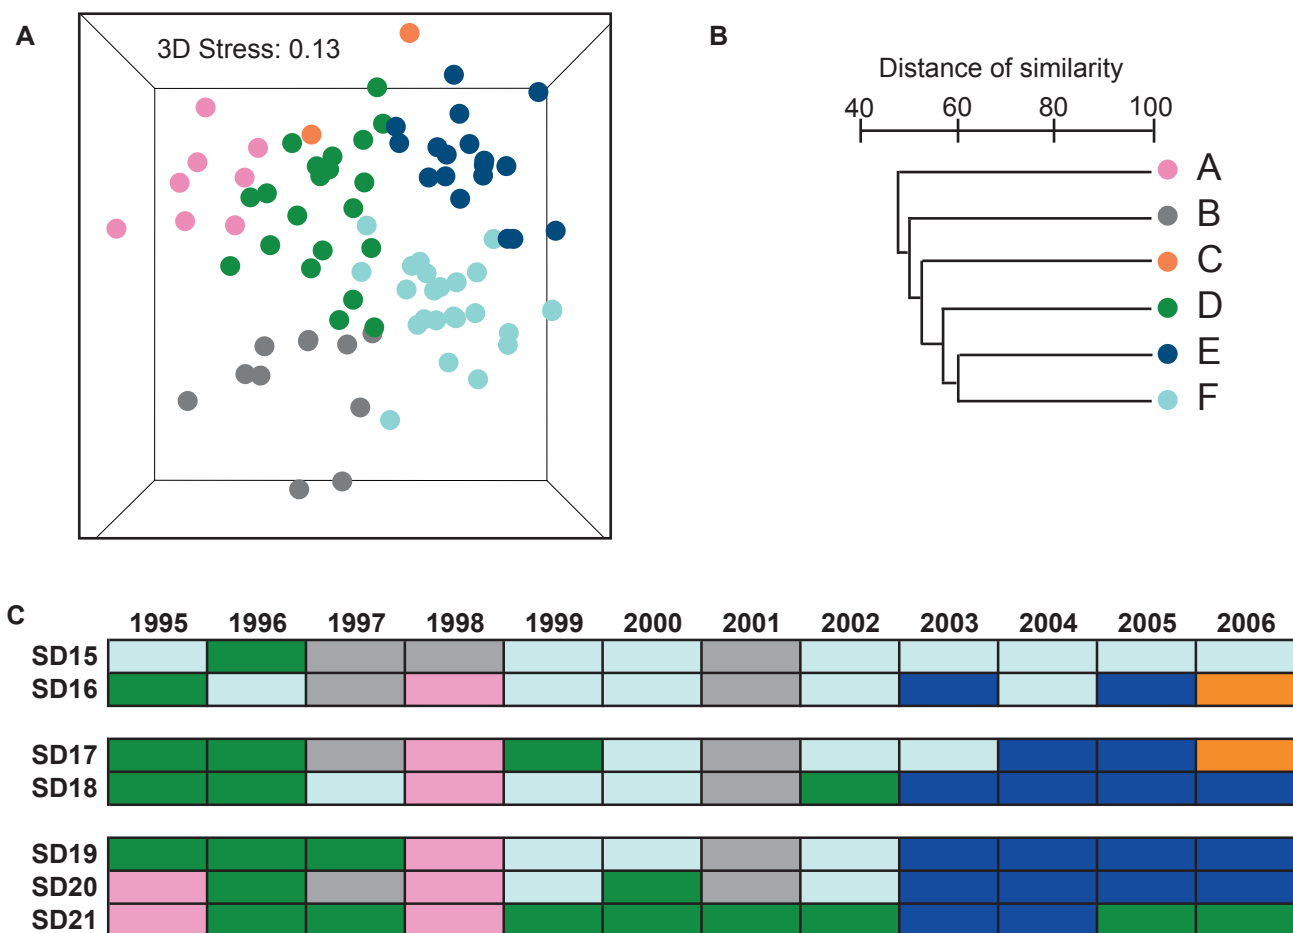 A
3D Stress: 0.13
B
Distance of similarity
40 60 80 100
A
B
C
D
E
F
C
1995 1996 1997 1998 1999 2000 2001 2002 2003 2004 2005 2006
SD15
SD16
SD17
SD18
SD19
SD20
SD21